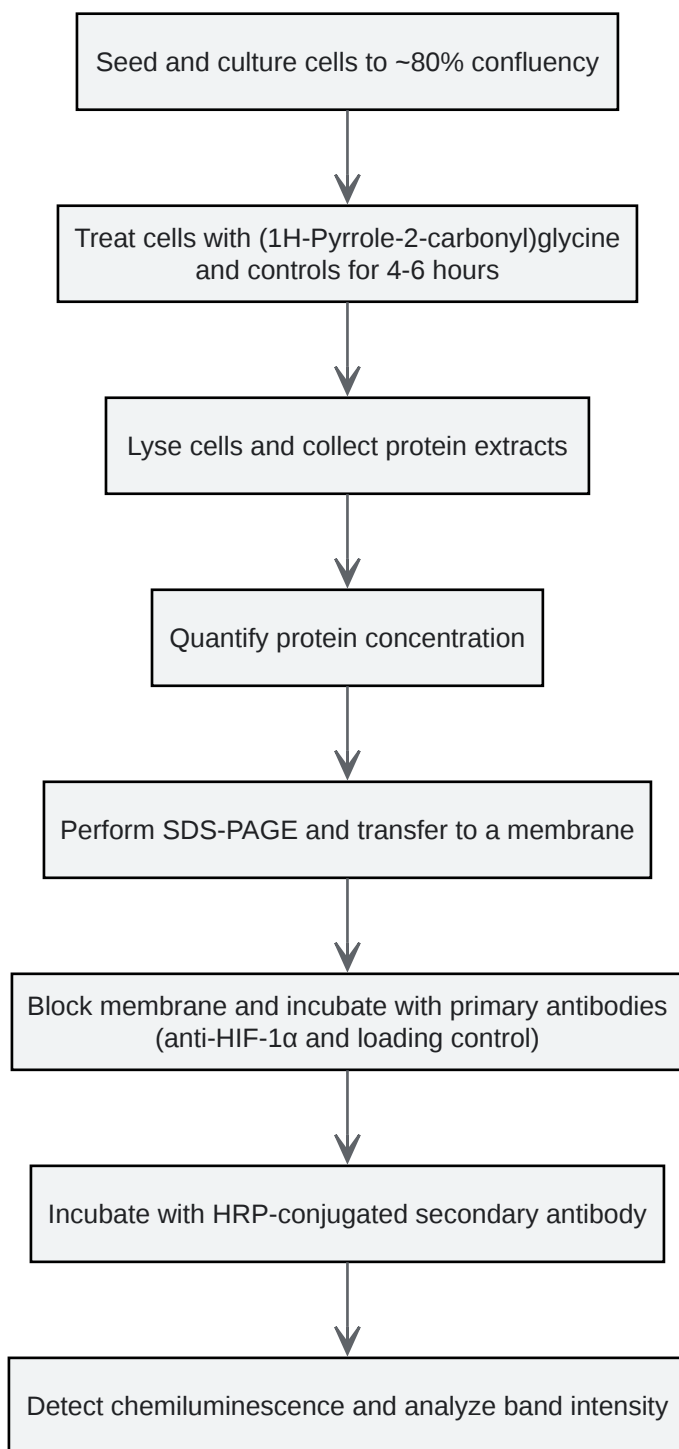 Seed and culture cells to ~80% confluency
Treat cells with (1H-Pyrrole-2-carbonyl)glycine
and controls for 4-6 hours
Lyse cells and collect protein extracts
Quantify protein concentration
Perform SDS-PAGE and transfer to a membrane
Block membrane and incubate with primary antibodies
(anti-HIF-1α and loading control)
Incubate with HRP-conjugated secondary antibody
Detect chemiluminescence and analyze band intensity